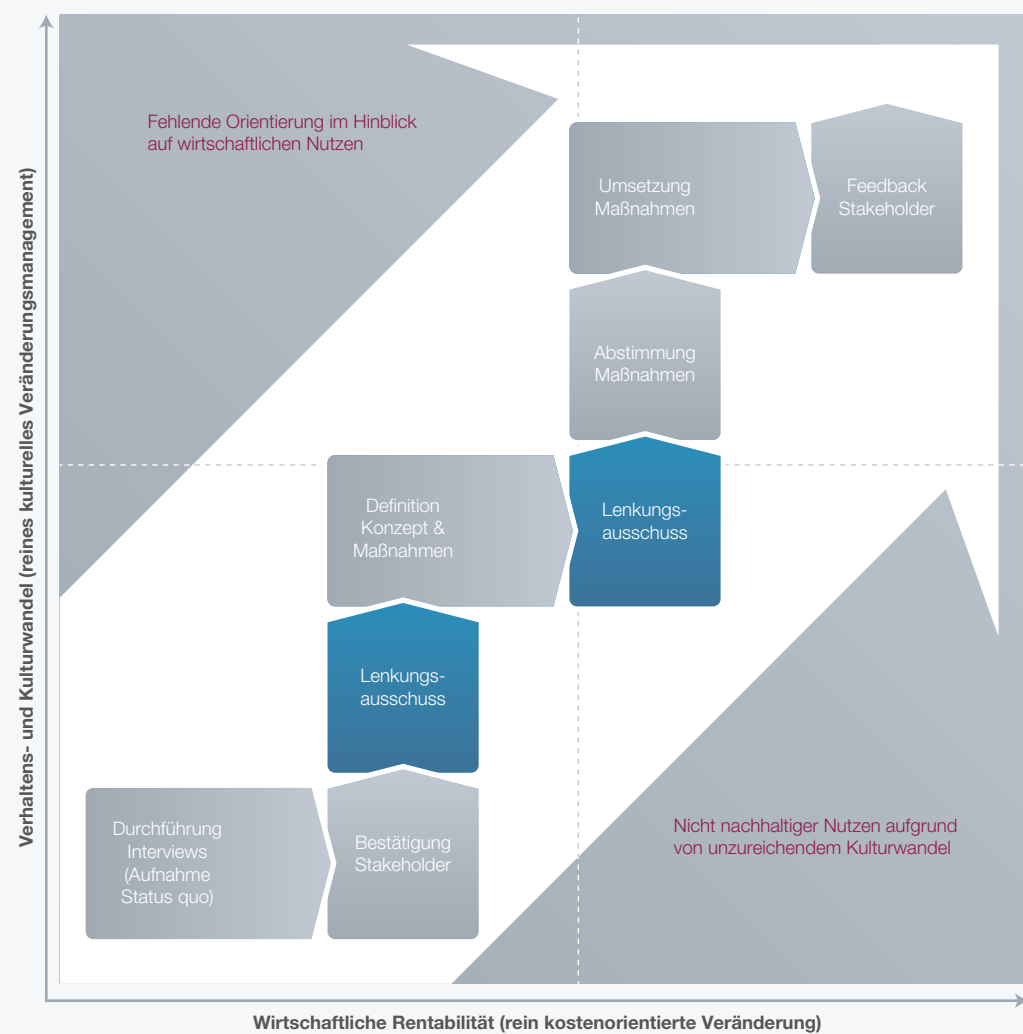 Verhaltens- und Kulturwandel (reines kulturelles Veränderungsmanagement)
Fehlende Orientierung im Hinblick
auf wirtschaftlichen Nutzen
Umsetzung
Maßnahmen
Feedback
Stakeholder
Abstimmung
Maßnahmen
Definition
Konzept &
Maßnahmen
Lenkungs-
ausschuss
Lenkungs-
ausschuss
Durchführung
Interviews
(Aufnahme
Status quo)
Bestätigung
Stakeholder
Nicht nachhaltiger Nutzen aufgrund
von unzureichendem Kulturwandel
Wirtschaftliche Rentabilität (rein kostenorientierte Veränderung)